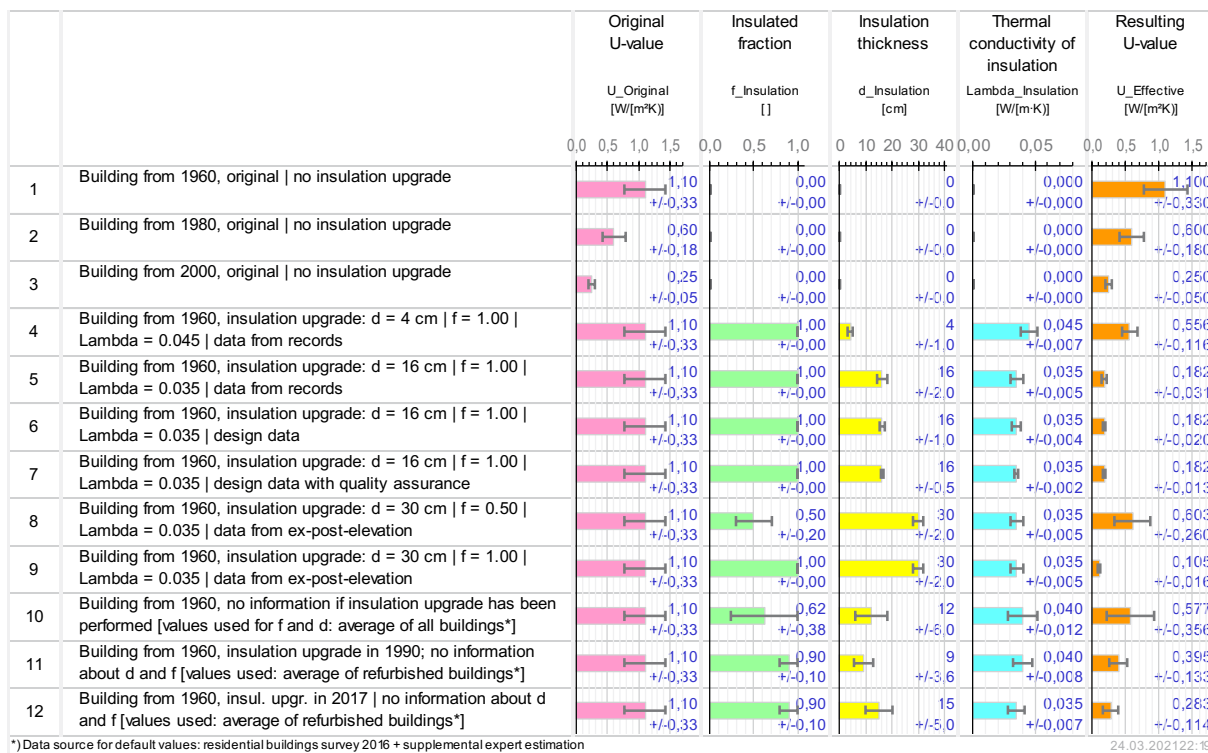 Original Insulated Insulation Thermal Resulting
U-value fraction thickness conductivity of U-value
insulation
U_Original f_Insulation d_Insulation Lambda_Insulation U_Effective
[W/[m²K)] [ ] [cm] [W/[m·K)] [W/[m²K)]
0,0 0,5 1,0 1,5 0,0 0,5 1,0 0 10 20 30 40 0,00 0,05 0,0 0,5 1,0 1,5
Building from 1960, original | no insulation upgrade
1 1,10 0,00 0 0,000 1,100
+/-0,33 +/-0,00 +/-0,0 +/-0,000 +/-0,330
Building from 1980, original | no insulation upgrade
2 0,60 0,00 0 0,000 0,600
+/-0,18 +/-0,00 +/-0,0 +/-0,000 +/-0,180
Building from 2000, original | no insulation upgrade
3 0,25 0,00 0 0,000 0,250
+/-0,05 +/-0,00 +/-0,0 +/-0,000 +/-0,050
Building from 1960, insulation upgrade: d = 4 cm | f = 1.00 |
4 1,10 1,00 4 0,045 0,556
Lambda = 0.045 | data from records
+/-0,33 +/-0,00 +/-1,0 +/-0,007 +/-0,116
Building from 1960, insulation upgrade: d = 16 cm | f = 1.00 |
5 1,10 1,00 16 0,035 0,182
Lambda = 0.035 | data from records
+/-0,33 +/-0,00 +/-2,0 +/-0,005 +/-0,031
Building from 1960, insulation upgrade: d = 16 cm | f = 1.00 |
6 1,10 1,00 16 0,035 0,182
Lambda = 0.035 | design data
+/-0,33 +/-0,00 +/-1,0 +/-0,004 +/-0,020
Building from 1960, insulation upgrade: d = 16 cm | f = 1.00 |
7 1,10 1,00 16 0,035 0,182
Lambda = 0.035 | design data with quality assurance
+/-0,33 +/-0,00 +/-0,5 +/-0,002 +/-0,013
Building from 1960, insulation upgrade: d = 30 cm | f = 0.50 |
8 1,10 0,50 30 0,035 0,603
Lambda = 0.035 | data from ex-post-elevation
+/-0,33 +/-0,20 +/-2,0 +/-0,005 +/-0,260
Building from 1960, insulation upgrade: d = 30 cm | f = 1.00 |
9 1,10 1,00 30 0,035 0,105
Lambda = 0.035 | data from ex-post-elevation
+/-0,33 +/-0,00 +/-2,0 +/-0,005 +/-0,016
Building from 1960, no information if insulation upgrade has been
10 1,10 0,62 12 0,040 0,577
performed [values used for f and d: average of all buildings*]
+/-0,33 +/-0,38 +/-6,0 +/-0,012 +/-0,356
Building from 1960, insulation upgrade in 1990; no information
11 1,10 0,90 9 0,040 0,395
about d and f [values used: average of refurbished buildings*]
+/-0,33 +/-0,10 +/-3,6 +/-0,008 +/-0,133
Building from 1960, insul. upgr. in 2017 | no information about d
12 1,10 0,90 15 0,035 0,283
and f [values used: average of refurbished buildings*]
+/-0,33 +/-0,10 +/-5,0 +/-0,007 +/-0,114
*) Data source for default values: residential buildings survey 2016 + supplemental expert estimation
24.03.2021 22:19